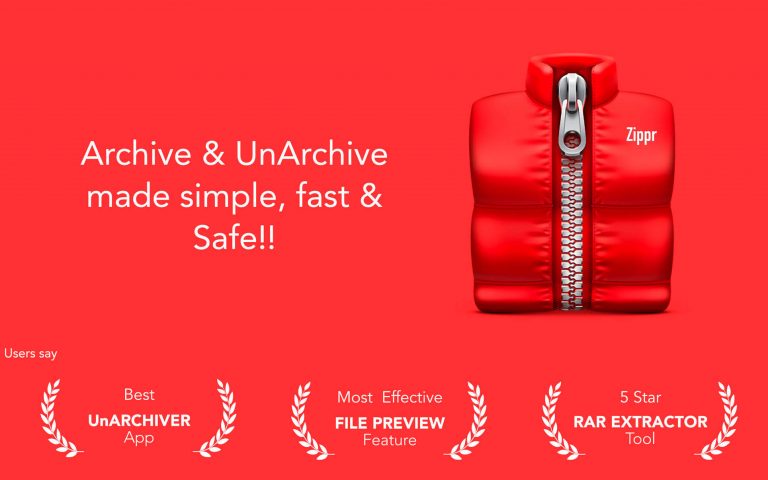 Archive & UnArchive
made simple, fast &
Safe!!
Zippr
Users say
Best
UnARCHIVER
App
Most Effective
FILE PREVIEW
Feature
5 Star
RAR EXTRACTOR
Tool